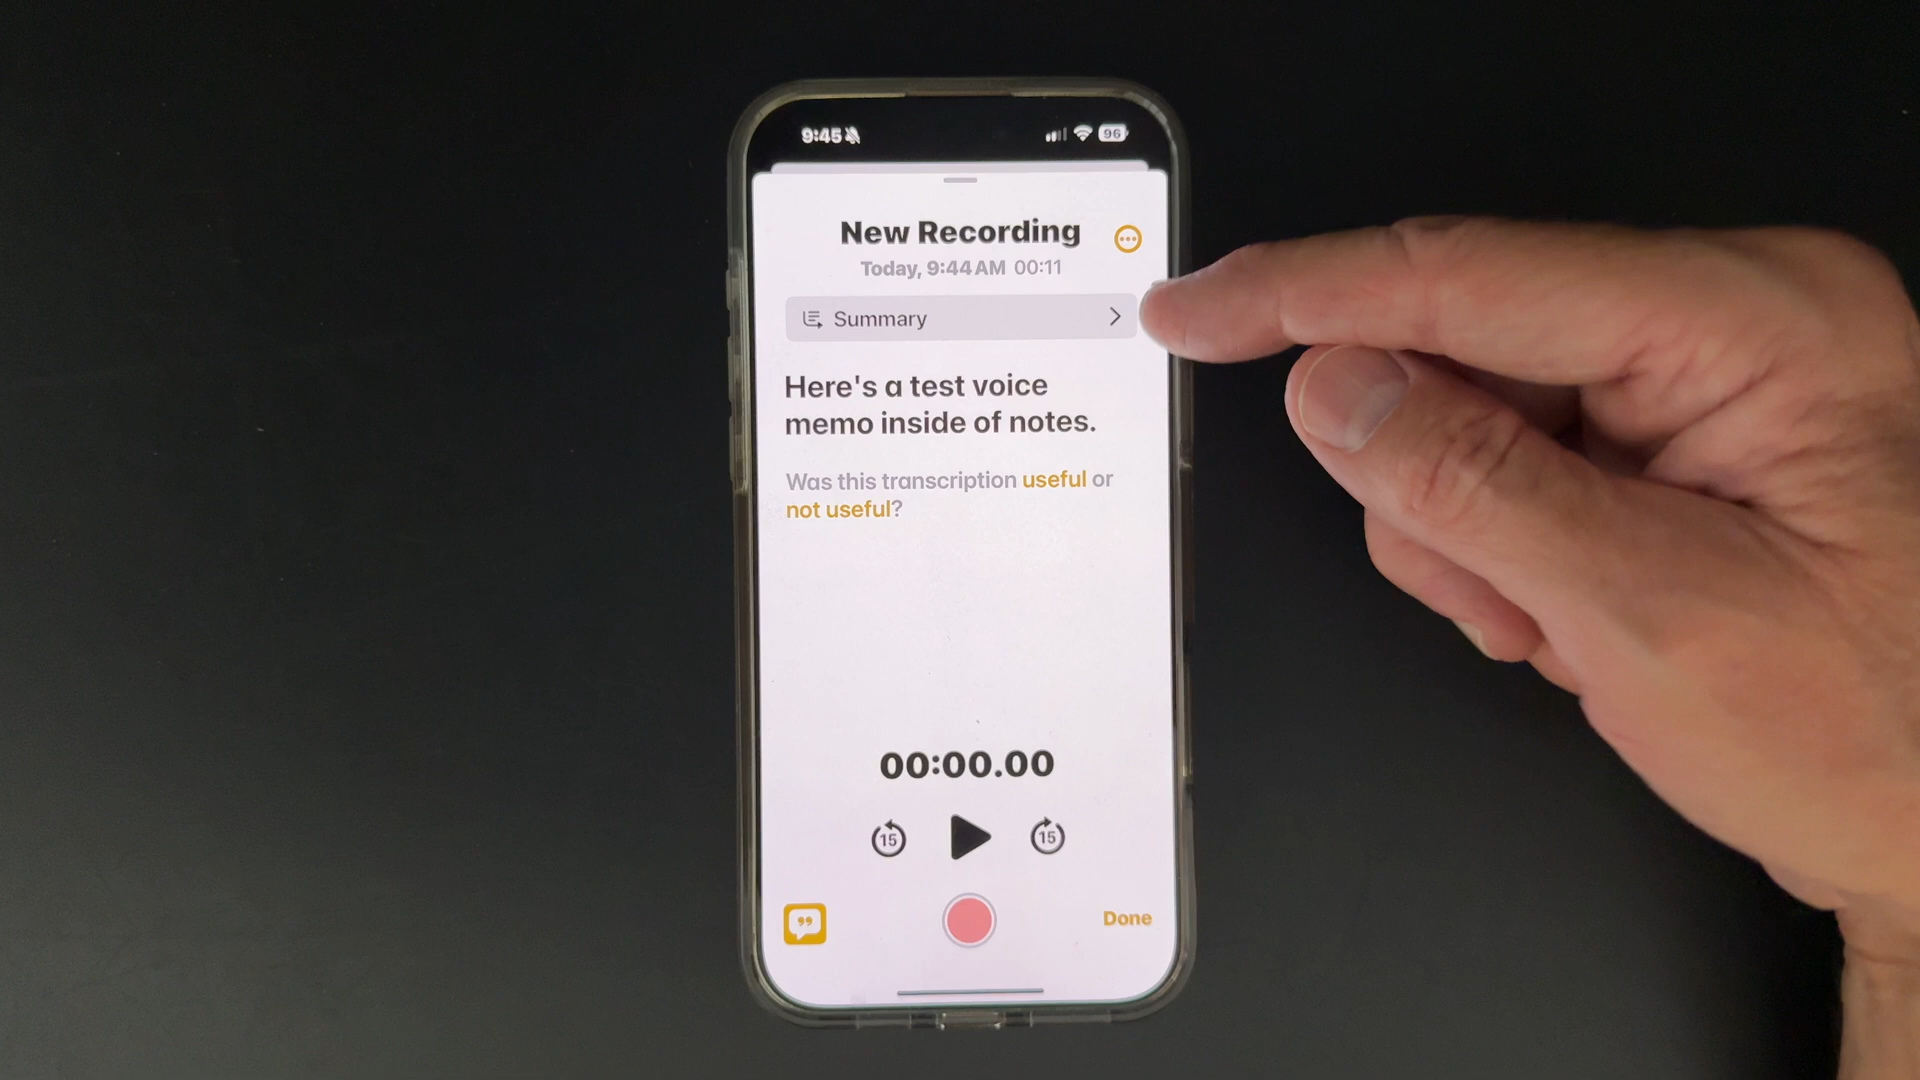 9:45
96
New Recording
Today, 9:44 AM 00:11
Summary
Here's a test voice
memo inside of notes.
Was this transcription useful or
not useful?
00:00.00
15 15
Done